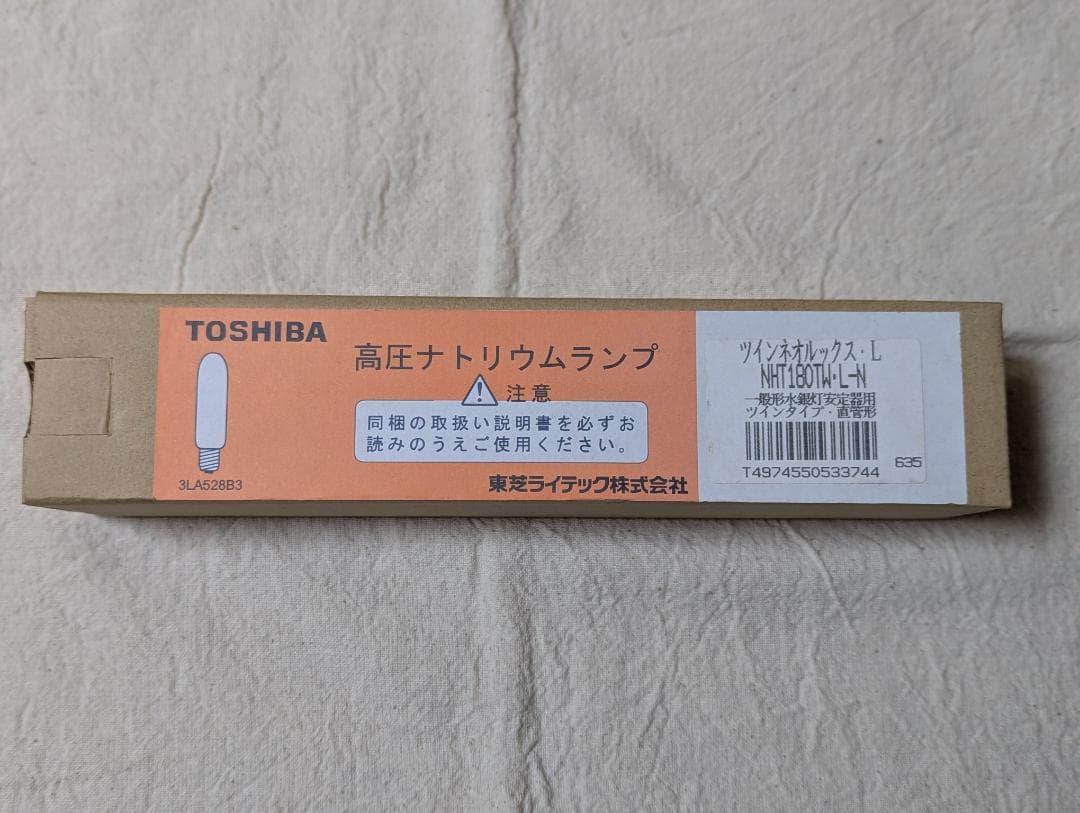 TOSHIBA
高圧ナトリウムランプ
注意
同梱の取扱い説明書を必ずお
読みのうえご使用ください。
3LA528B3
東芝ライテック株式会社
ツインネオルックス・L
NHT180TW・L-N
一般形水銀灯安定器用
ツインタイプ・直管形
T4974550533744
635